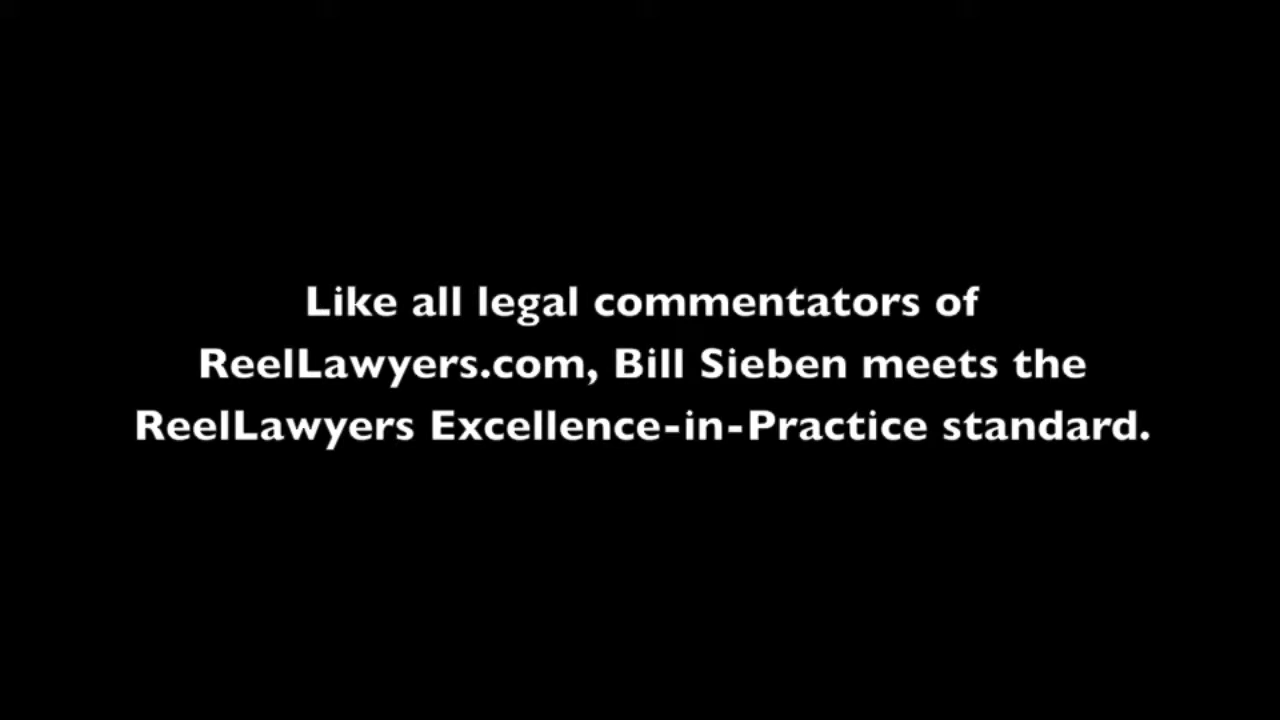 Like all legal commentators of
ReelLawyers.com, Bill Sieben meets the
ReelLawyers Excellence-in-Practice standard.